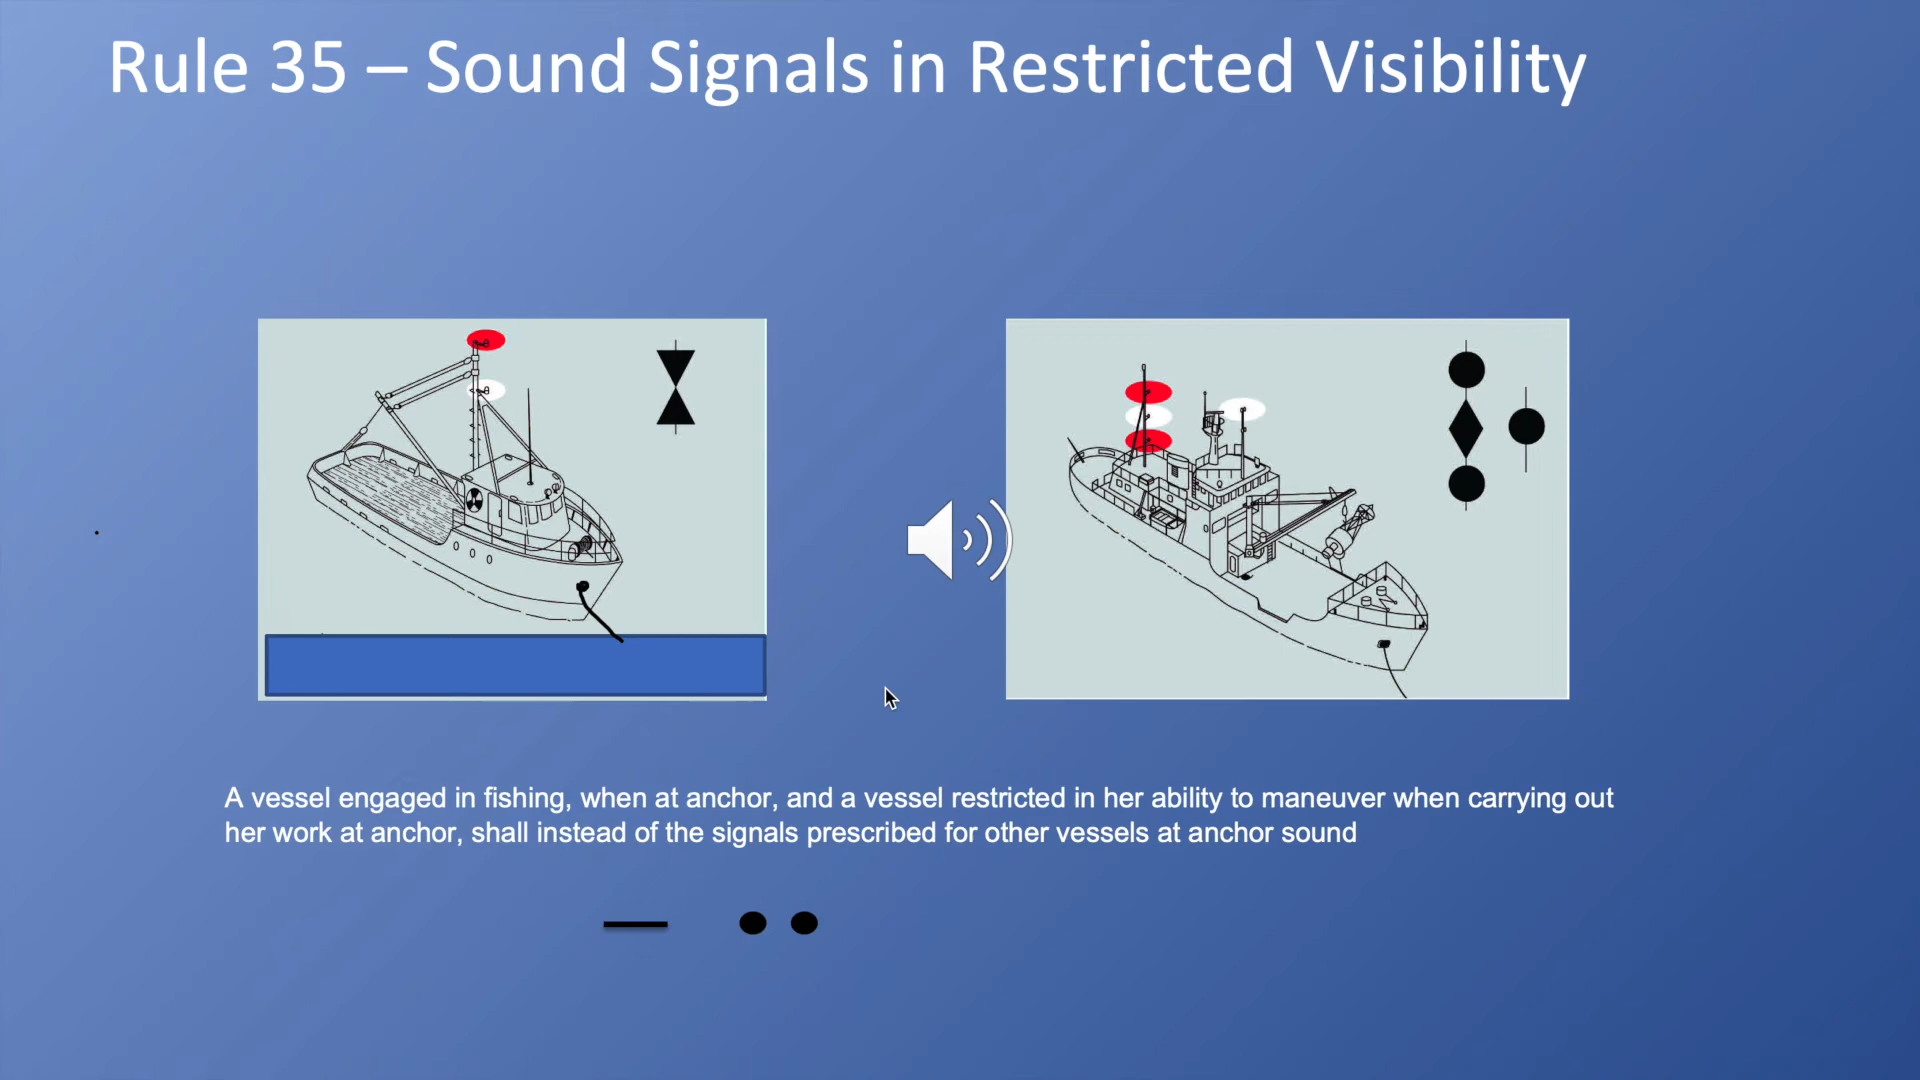 Rule 35 – Sound Signals in Restricted Visibility
A vessel engaged in fishing, when at anchor, and a vessel restricted in her ability to maneuver when carrying out
her work at anchor, shall instead of the signals prescribed for other vessels at anchor sound